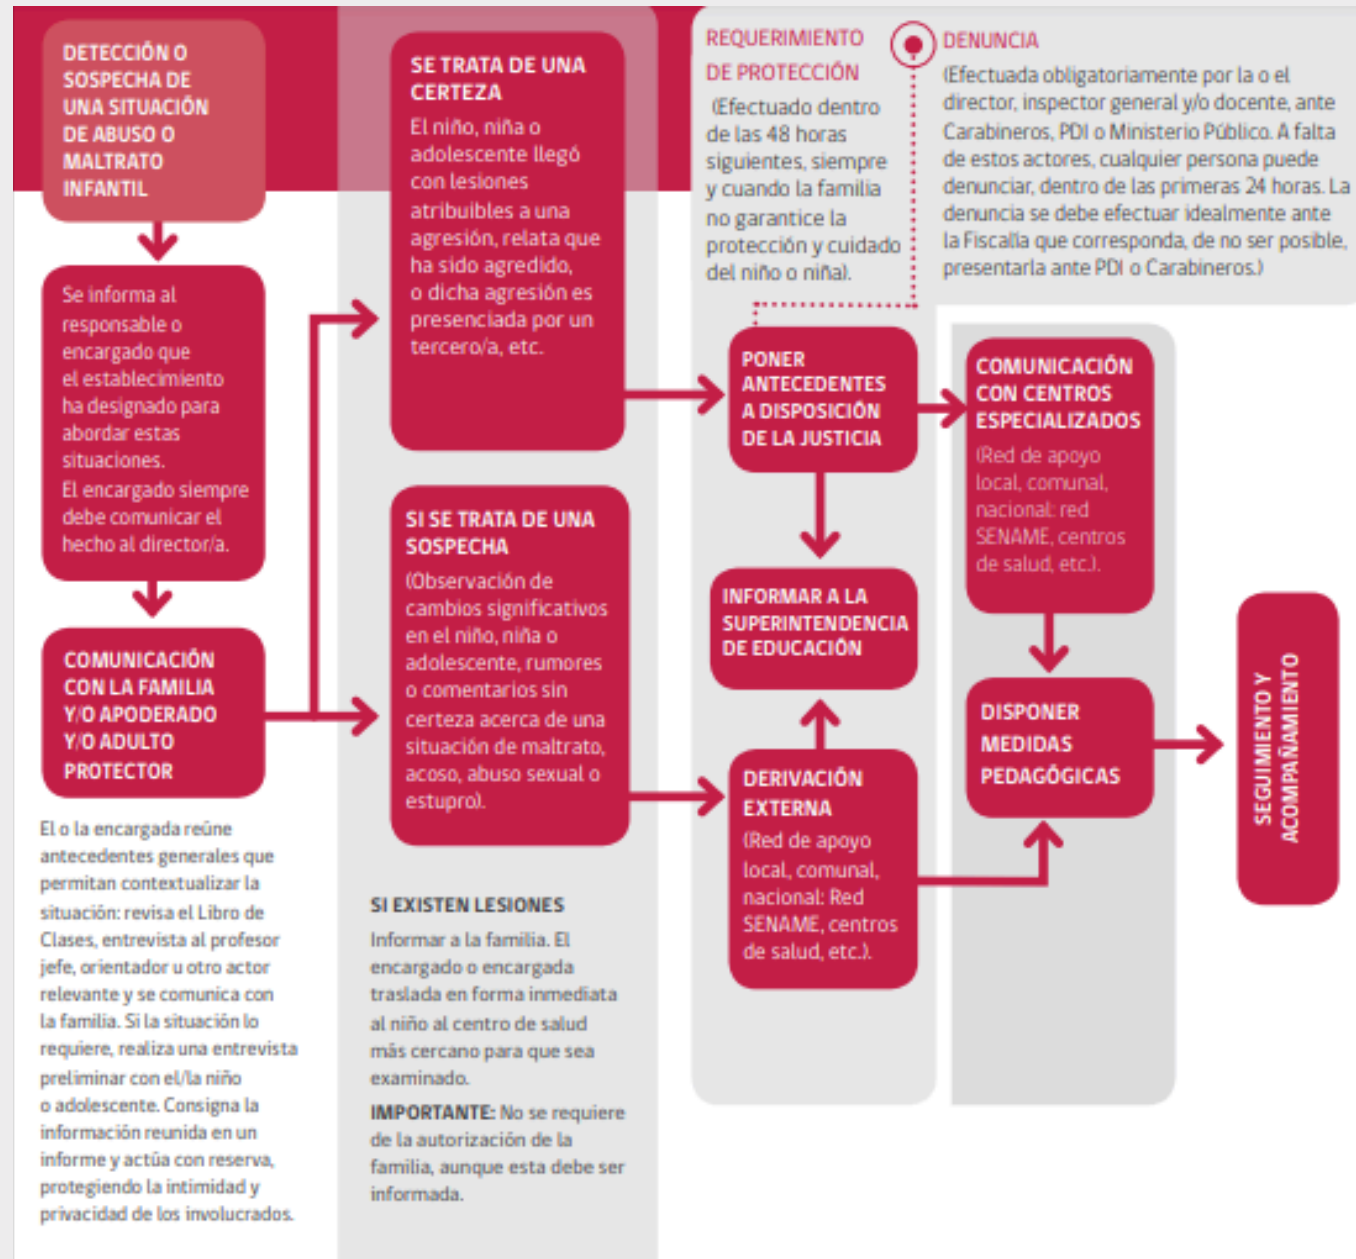 DETECCIÓN O
SOSPECHA DE
UNA SITUACIÓN
DE ABUSO O
MALTRATO
INFANTIL
Se informa al
responsable o
encargado que
el establecimiento
ha designado para
abordar estas
situaciones.
El encargado siempre
debe comunicar el
hecho al director/a.
COMUNICACIÓN
CON LA FAMILIA
Y/O APODERADO
Y/O ADULTO
PROTECTOR
El o la encargada reúne
antecedentes generales que
permitan contextualizar la
situación: revisa el Libro de
Clases, entrevista al profesor
jefe, orientador u otro actor
relevante y se comunica con
la familia. Si la situación lo
requiere, realiza una entrevista
preliminar con el/la niño
o adolescente. Consigna la
información reunida en un
informe y actúa con reserva,
protegiendo la intimidad y
privacidad de los involucrados.
SE TRATA DE UNA
CERTEZA
El niño, niña o
adolescente llegó
con lesiones
atribuibles a una
agresión, relata que
ha sido agredido,
o dicha agresión es
presenciada por un
tercero/a, etc.
SI SE TRATA DE UNA
SOSPECHA
(Observación de
cambios significativos
en el niño, niña o
adolescente, rumores
o comentarios sin
certeza acerca de una
situación de maltrato,
acoso, abuso sexual o
estupro).
SI EXISTEN LESIONES
Informar a la familia. El
encargado o encargada
traslada en forma inmediata
al niño al centro de salud
más cercano para que sea
examinado.
IMPORTANTE: No se requiere
de la autorización de la
familia, aunque esta debe ser
informada.
REQUERIMIENTO
DE PROTECCIÓN
(Efectuado dentro
de las 48 horas
siguientes, siempre
y cuando la familia
no garantice la
protección y cuidado
del niño o niña).
DENUNCIA
(Efectuada obligatoriamente por la o el
director, inspector general y/o docente, ante
Carabineros, PDI o Ministerio Público. A falta
de estos actores, cualquier persona puede
denunciar, dentro de las primeras 24 horas. La
denuncia se debe efectuar idealmente ante
la Fiscalía que corresponda, de no ser posible,
presentarla ante PDI o Carabineros.)
PONER
ANTECEDENTES
A DISPOSICIÓN
DE LA JUSTICIA
INFORMAR A LA
SUPERINTENDENCIA
DE EDUCACIÓN
DERIVACIÓN
EXTERNA
(Red de apoyo
local, comunal,
nacional: Red
SENAME, centros
de salud, etc.).
COMUNICACIÓN
CON CENTROS
ESPECIALIZADOS
(Red de apoyo
local, comunal,
nacional: red
SENAME, centros
de salud, etc.).
DISPONER
MEDIDAS
PEDAGÓGICAS
SEGUIMIENTO Y
ACOMPAÑAMIENTO